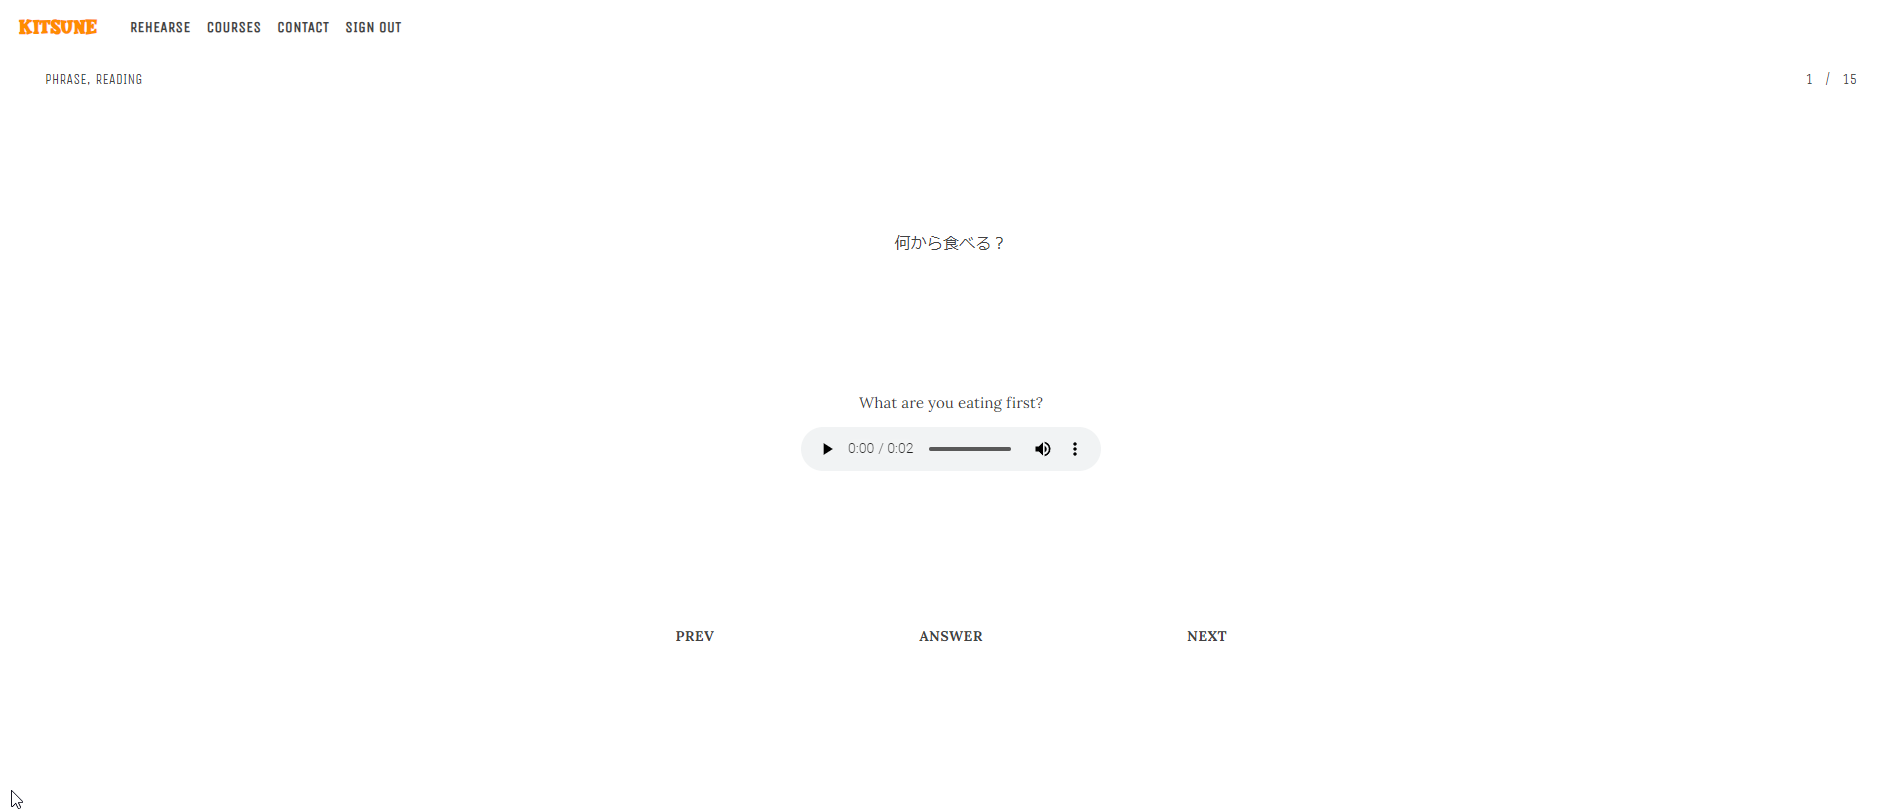 KITSUNE REHEARSE COURSES CONTACT SIGN OUT
PHRASE, READING 1 / 15
何から食べる？
What are you eating first?
0:00 / 0:02
PREV ANSWER NEXT